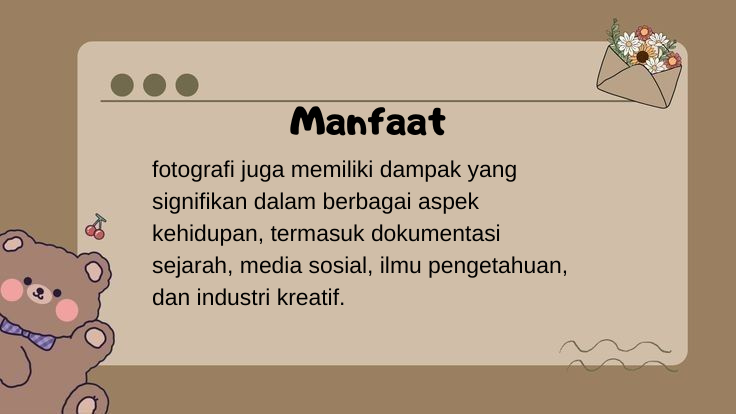 Manfaat
fotografi juga memiliki dampak yang
signifikan dalam berbagai aspek
kehidupan, termasuk dokumentasi
sejarah, media sosial, ilmu pengetahuan,
dan industri kreatif.